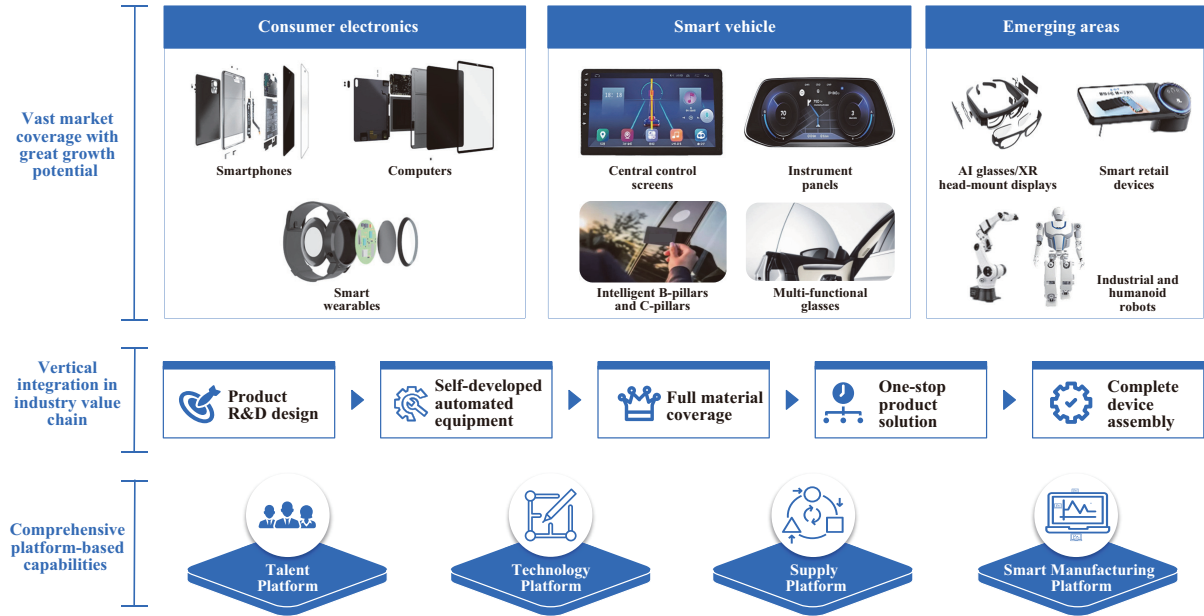 Consumer electronics
Smart vehicle
Emerging areas
Vast market
coverage with
great growth
potential
Smartphones
Computers
Smart
wearables
Central control
screens
Instrument
panels
Intelligent B-pillars
and C-pillars
Multi-functional
glasses
AI glasses/XR
head-mount displays
Smart retail
devices
Industrial and
humanoid
robots
Vertical
integration in
industry value
chain
Product
R&D design
Self-developed
automated
equipment
Full material
coverage
One-stop
product
solution
Complete
device
assembly
Comprehensive
platform-based
capabilities
Talent
Platform
Technology
Platform
Supply
Platform
Smart Manufacturing
Platform